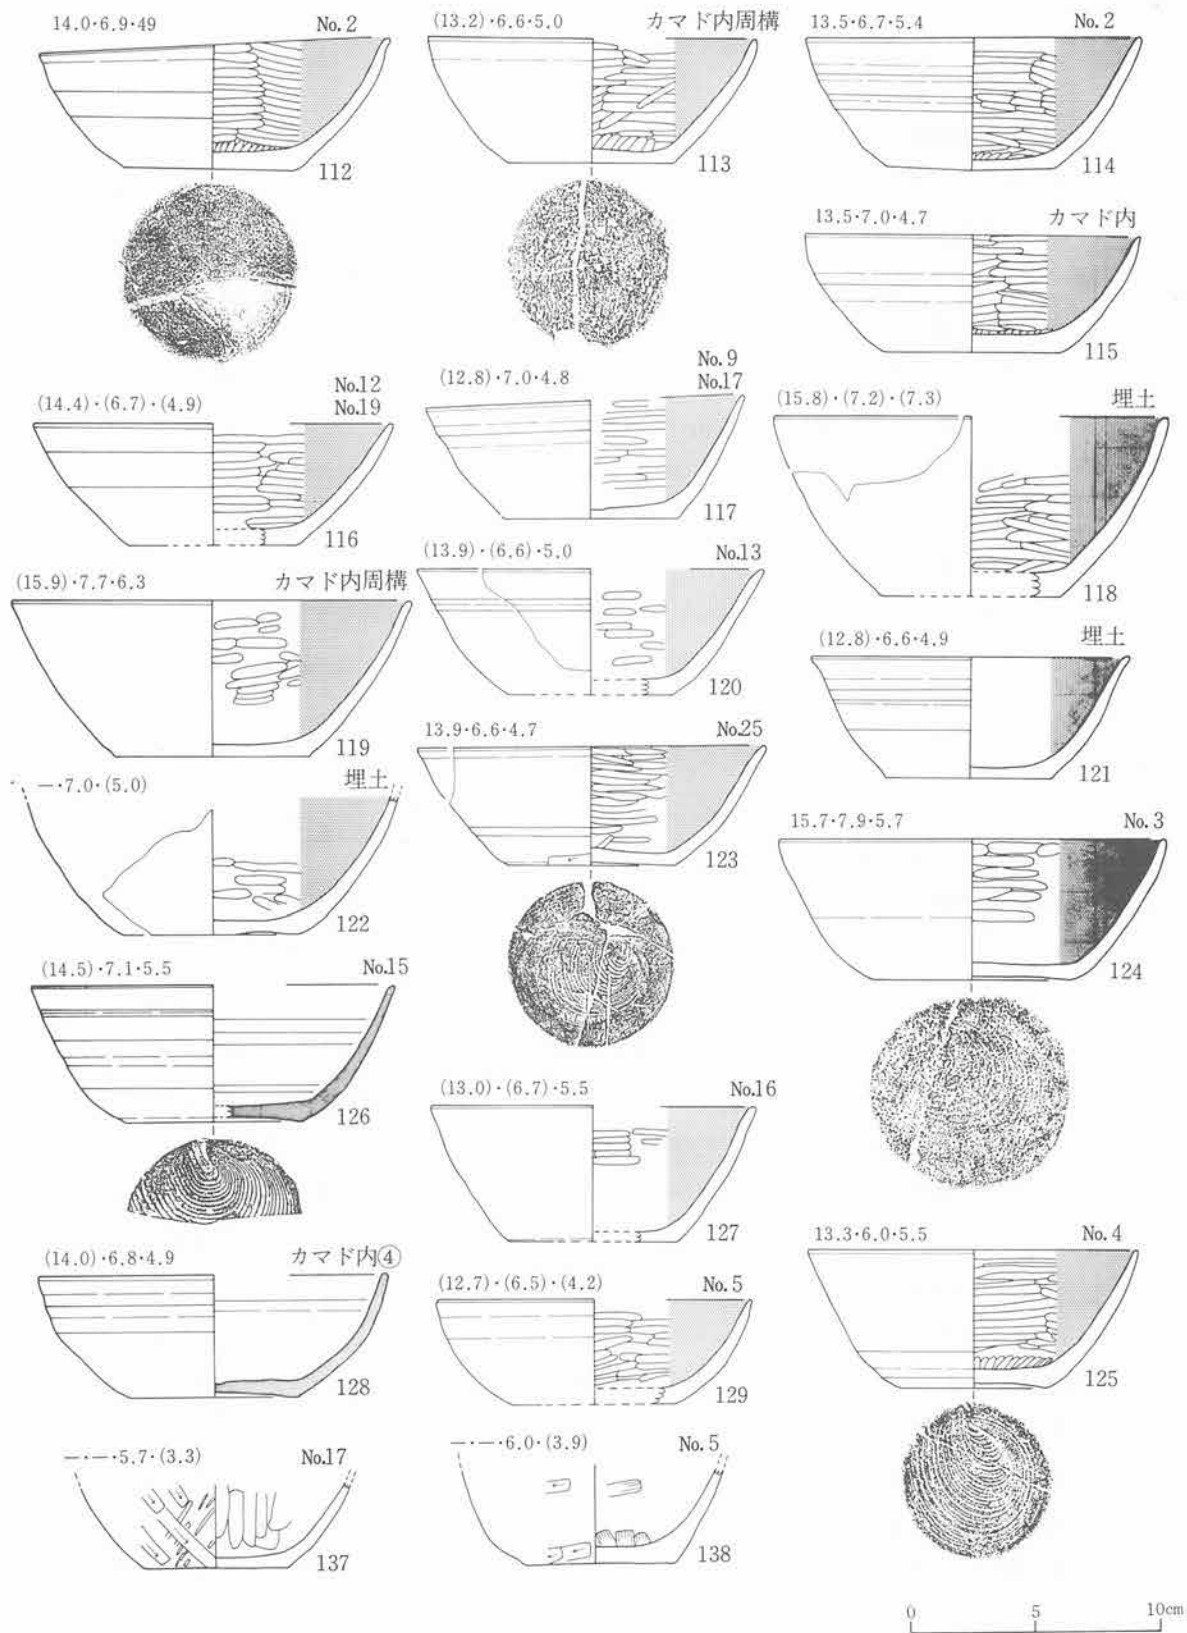 14.0・6.9・49 No.2
112
(13.2)・6.6・5.0 カマド内周構
113
13.5・6.7・5.4 No.2
114
13.5・7.0・4.7 カマド内
115
(14.4)・(6.7)・(4.9) No.12
No.19
116
(12.8)・7.0・4.8 No.9
No.17
117
(15.8)・(7.2)・(7.3) 埋土
118
(15.9)・7.7・6.3 カマド内周構
119
(13.9)・(6.6)・5.0 No.13
120
(12.8)・6.6・4.9 埋土
121
—・7.0・(5.0) 埋土
122
13.9・6.6・4.7 No.25
123
15.7・7.9・5.7 No.3
124
(14.5)・7.1・5.5 No.15
126
(13.0)・(6.7)・5.5 No.16
127
13.3・6.0・5.5 No.4
125
(14.0)・6.8・4.9 カマド内④
128
(12.7)・(6.5)・(4.2) No.5
129
—・—・5.7・(3.3) No.17
137
—・—・6.0・(3.9) No.5
138
0 5 10cm